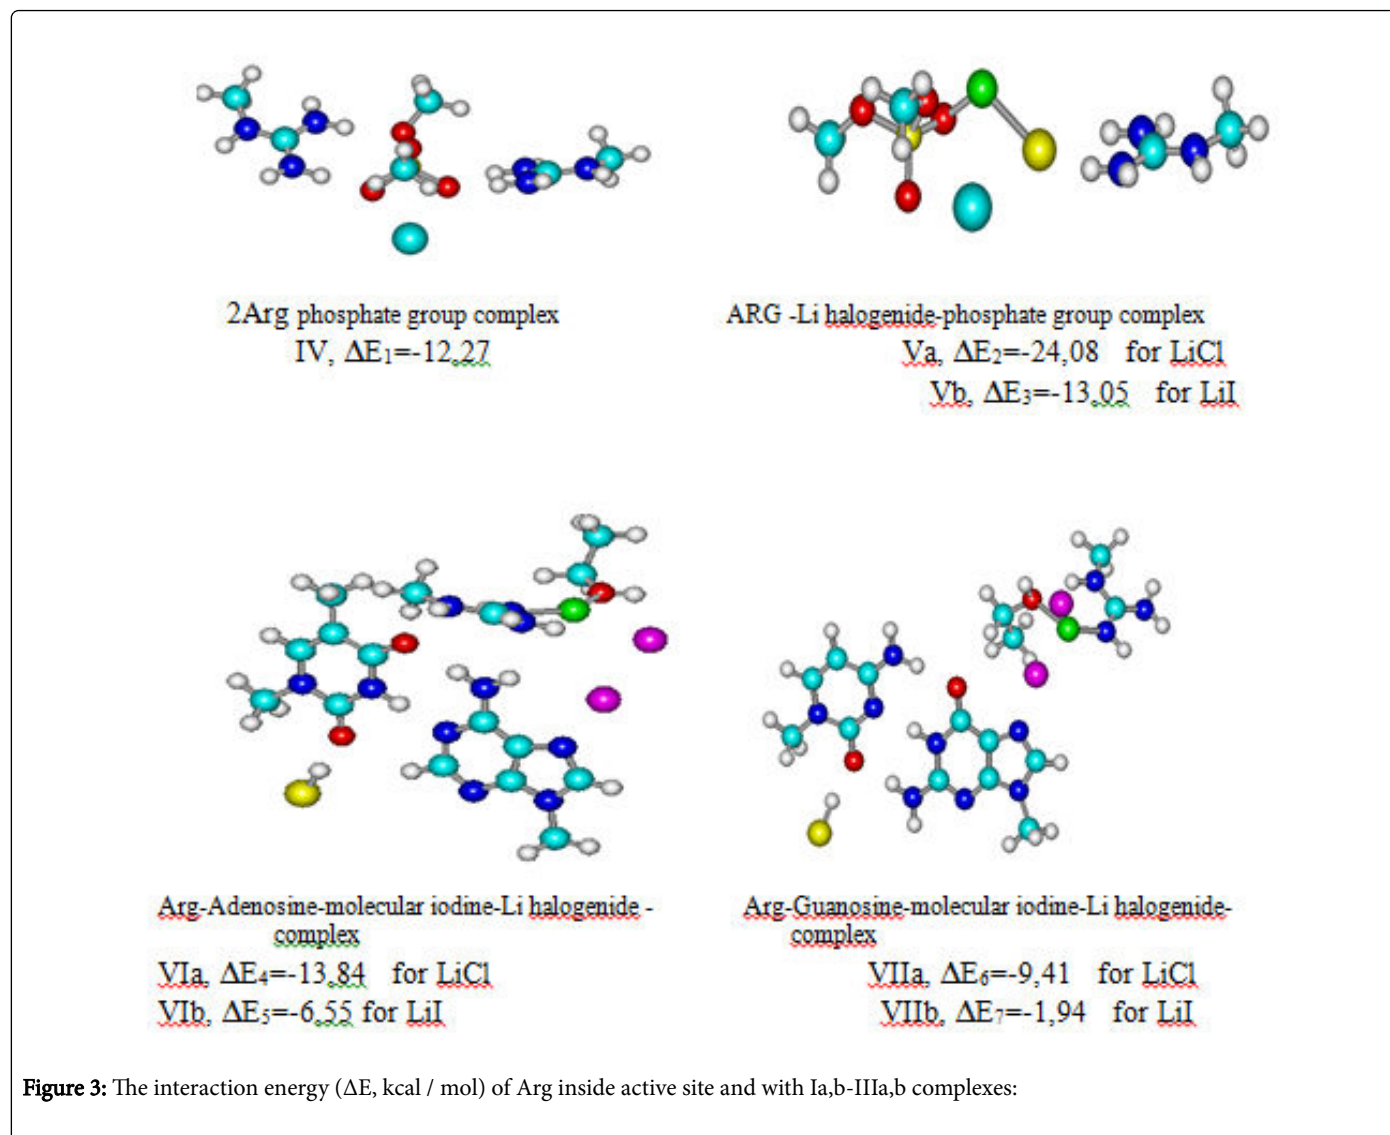 2Arg phosphate group complex
IV, ΔE₁=-12,27
ARG -Li halogenide-phosphate group complex
Va, ΔE₂=-24,08 for LiCl
Vb, ΔE₃=-13,05 for LiI
Arg-Adenosine-molecular iodine-Li halogenide -
complex
VIa, ΔE₄=-13,84 for LiCl
VIb, ΔE₅=-6,55 for LiI
Arg-Guanosine-molecular iodine-Li halogenide-
complex
VIIa, ΔE₆=-9,41 for LiCl
VIIb, ΔE₇=-1,94 for LiI
Figure 3: The interaction energy (ΔE, kcal / mol) of Arg inside active site and with Ia,b-IIIa,b complexes: